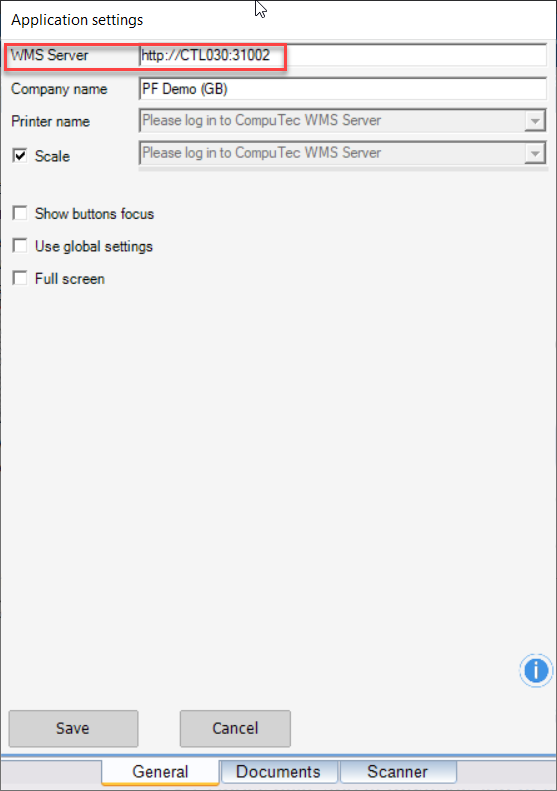 Application settings
WMS Server http://CTL030:31002
Company name PF Demo (GB)
Printer name Please log in to CompuTec WMS Server
Scale Please log in to CompuTec WMS Server
Show buttons focus
Use global settings
Full screen
i
Save Cancel
General Documents Scanner